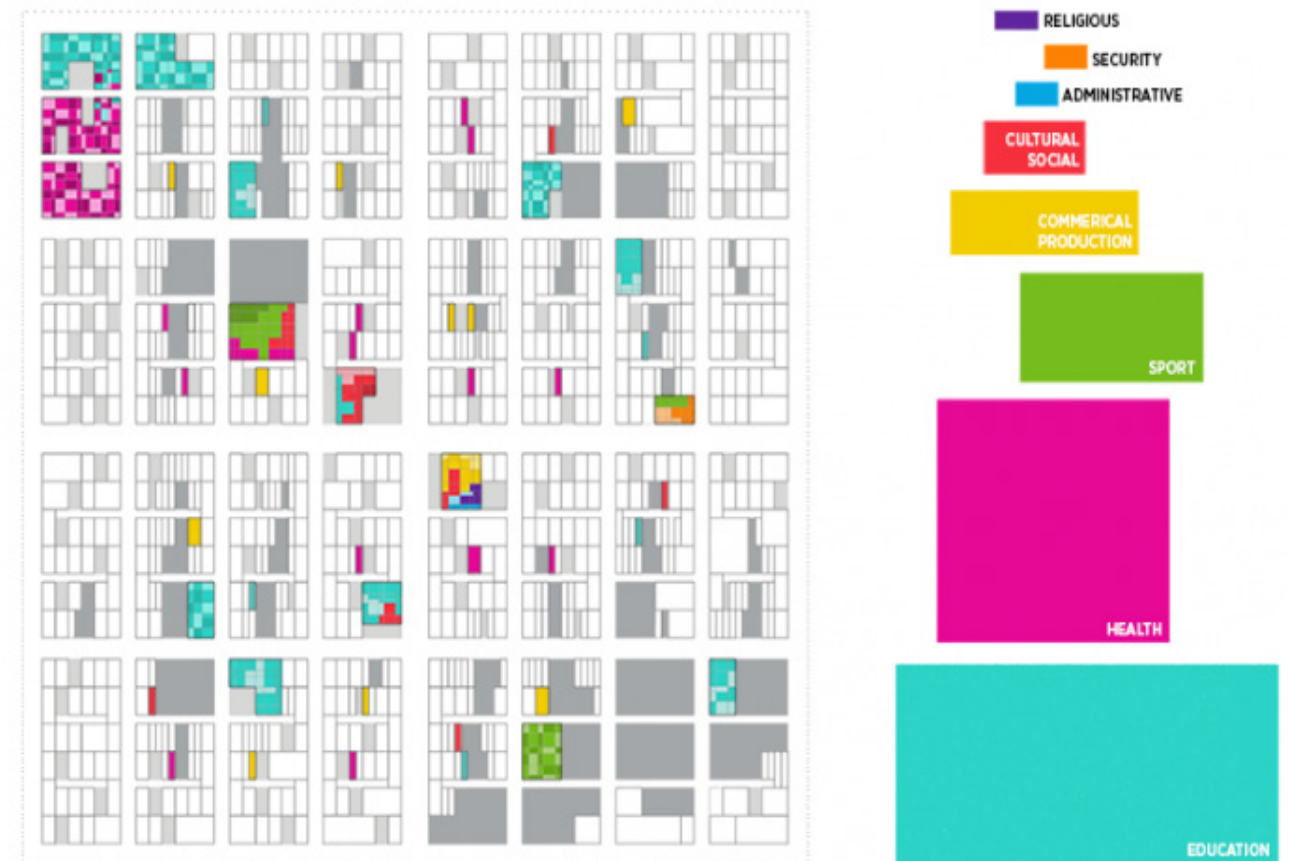 RELIGIOUS
SECURITY
ADMINISTRATIVE
CULTURAL
SOCIAL
COMMERICAL
PRODUCTION
SPORT
HEALTH
EDUCATION